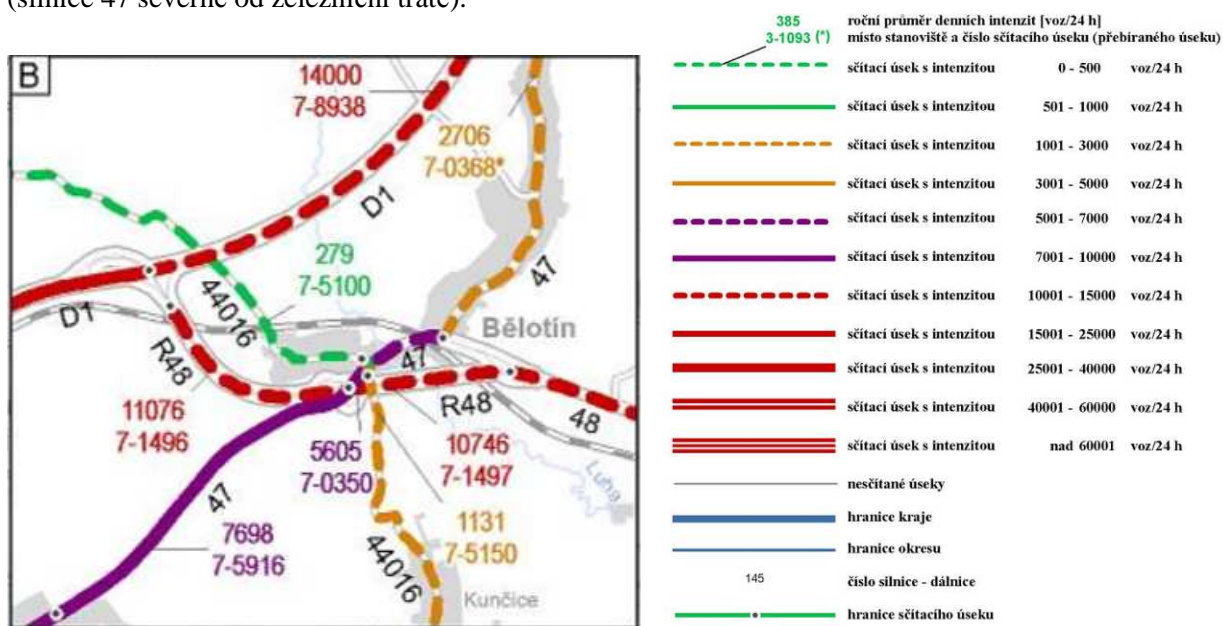 (silnice 47 severně od železniční tratě).
B
14000
7-8938
2706
7-0368*
D1
279
7-5100
47
44016
D1
Bělotín
R48
47
R48
48
11076
7-1496
5605
7-0350
10746
7-1497
Luha
47
1131
7-5150
7698
7-5916
44016
Kunčice
385
3-1093 (*)
roční průměr denních intenzit [voz/24 h]
místo stanoviště a číslo sčítacího úseku (přebíraného úseku)
sčítací úsek s intenzitou 0 - 500 voz/24 h
sčítací úsek s intenzitou 501 - 1000 voz/24 h
sčítací úsek s intenzitou 1001 - 3000 voz/24 h
sčítací úsek s intenzitou 3001 - 5000 voz/24 h
sčítací úsek s intenzitou 5001 - 7000 voz/24 h
sčítací úsek s intenzitou 7001 - 10000 voz/24 h
sčítací úsek s intenzitou 10001 - 15000 voz/24 h
sčítací úsek s intenzitou 15001 - 25000 voz/24 h
sčítací úsek s intenzitou 25001 - 40000 voz/24 h
sčítací úsek s intenzitou 40001 - 60000 voz/24 h
sčítací úsek s intenzitou nad 60001 voz/24 h
nesčítané úseky
hranice kraje
hranice okresu
145 číslo silnice - dálnice
hranice sčítacího úseku